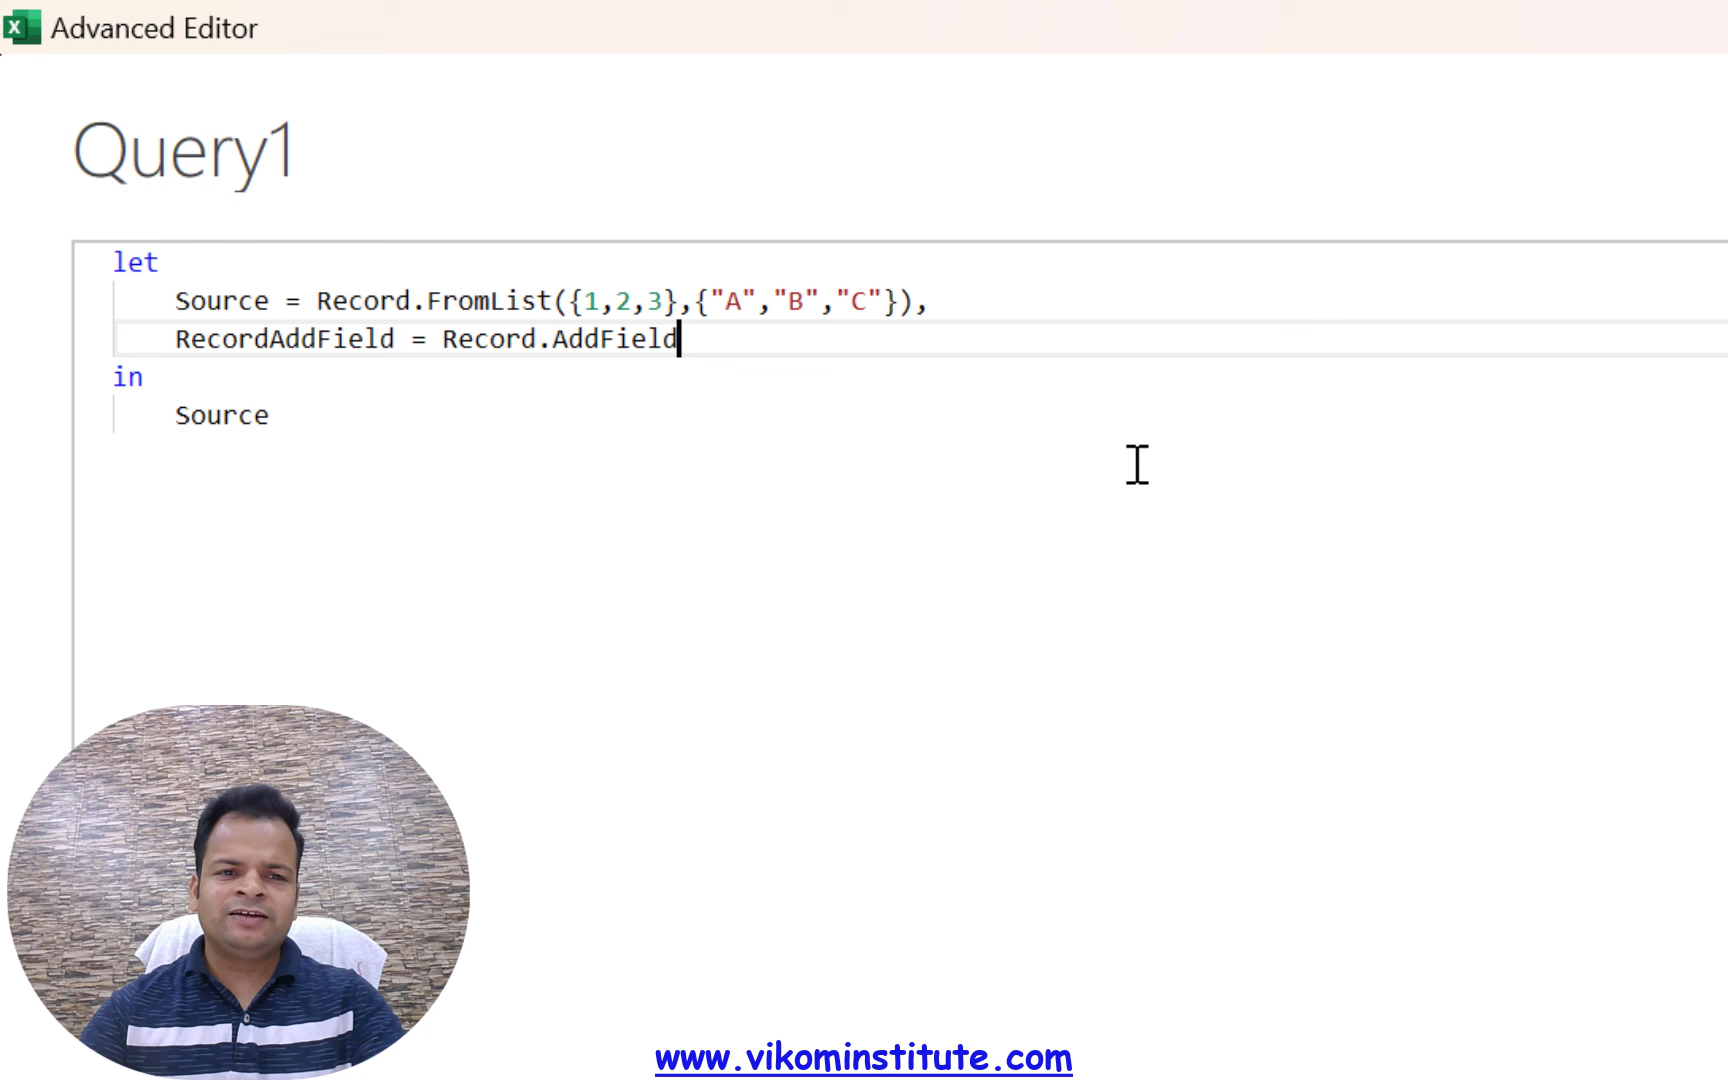 Advanced Editor
Query1
let
Source = Record.FromList({1,2,3},{"A","B","C"}),
RecordAddField = Record.AddField
in
Source
www.vikominstitute.com